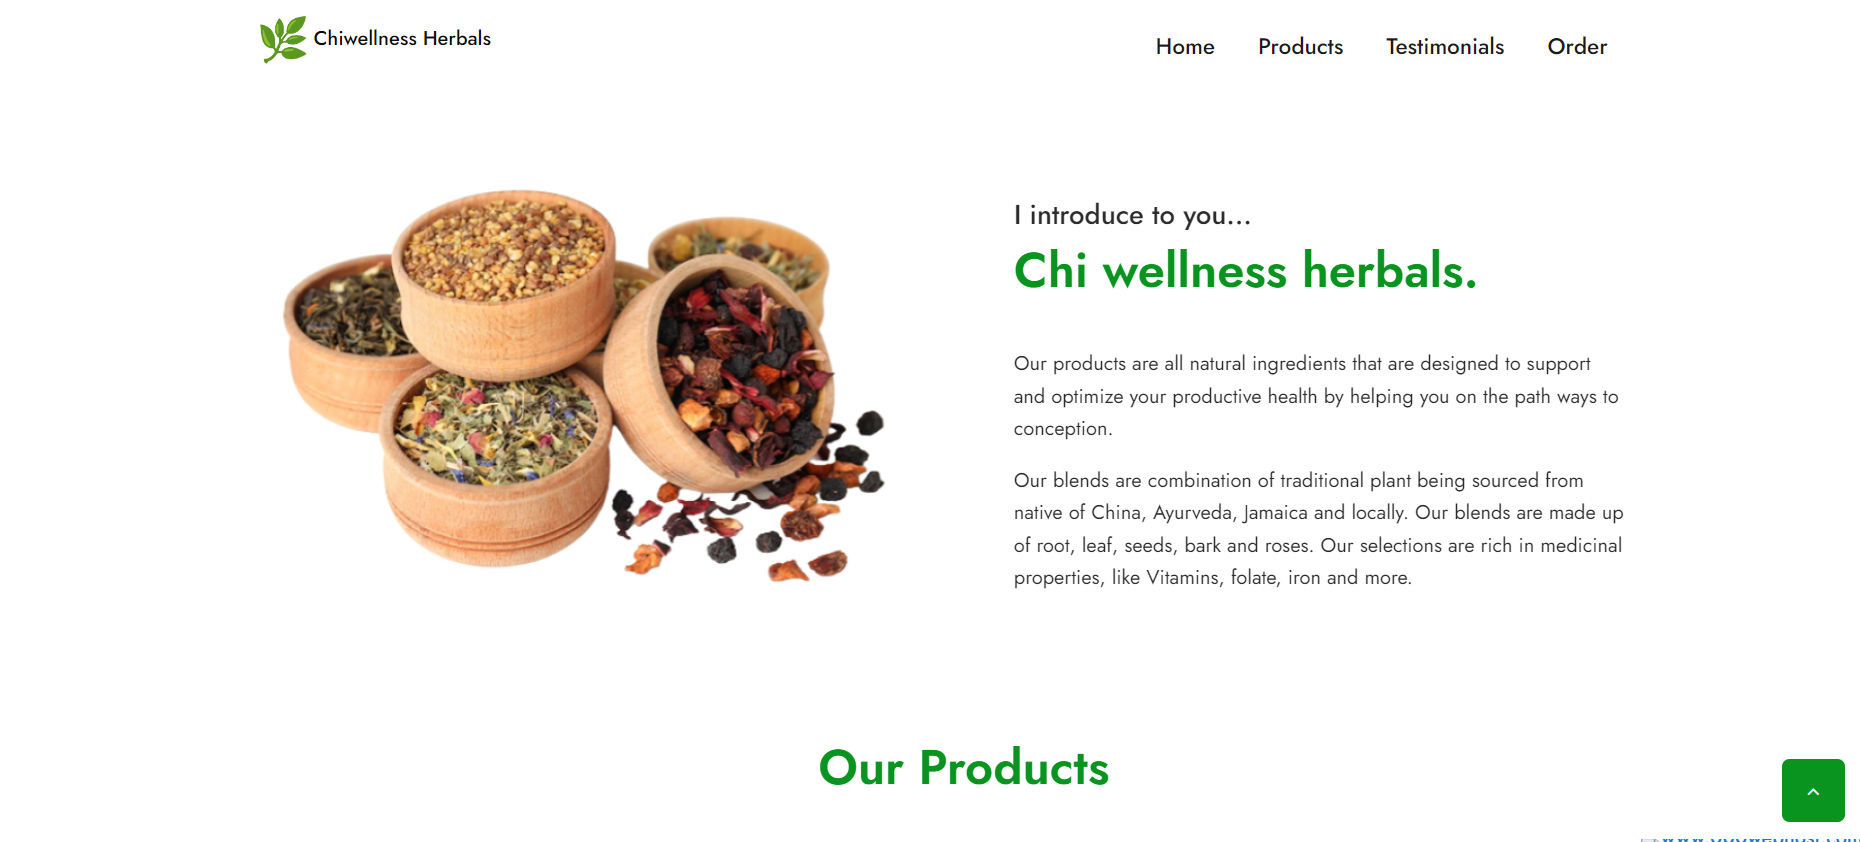 Chiwellness Herbals
Home Products Testimonials Order
I introduce to you...
Chi wellness herbals.
Our products are all natural ingredients that are designed to support
and optimize your productive health by helping you on the path ways to
conception.
Our blends are combination of traditional plant being sourced from
native of China, Ayurveda, Jamaica and locally. Our blends are made up
of root, leaf, seeds, bark and roses. Our selections are rich in medicinal
properties, like Vitamins, folate, iron and more.
Our Products